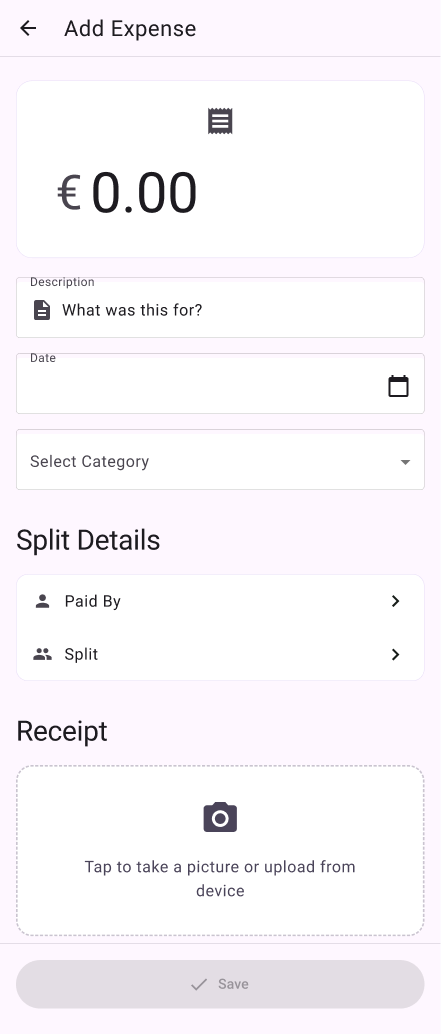 Add Expense
€ 0.00
Description
What was this for?
Date
Select Category
Split Details
Paid By
Split
Receipt
Tap to take a picture or upload from
device
Save